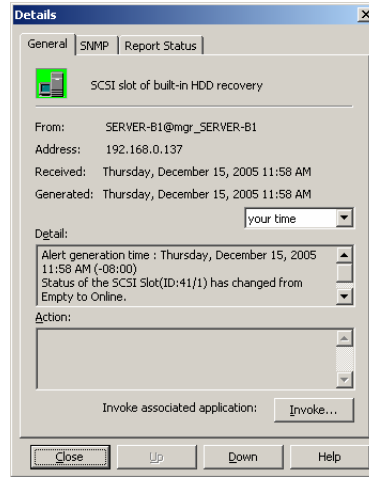 Details
General SNMP Report Status
SCSI slot of built-in HDD recovery
From: SERVER-B1@mgr_SERVER-B1
Address: 192.168.0.137
Received: Thursday, December 15, 2005 11:58 AM
Generated: Thursday, December 15, 2005 11:58 AM
your time
Detail:
Alert generation time : Thursday, December 15, 2005
11:58 AM (-08:00)
Status of the SCSI Slot(ID:41/1) has changed from
Empty to Online.
Action:
Invoke associated application: Invoke...
Close Up Down Help